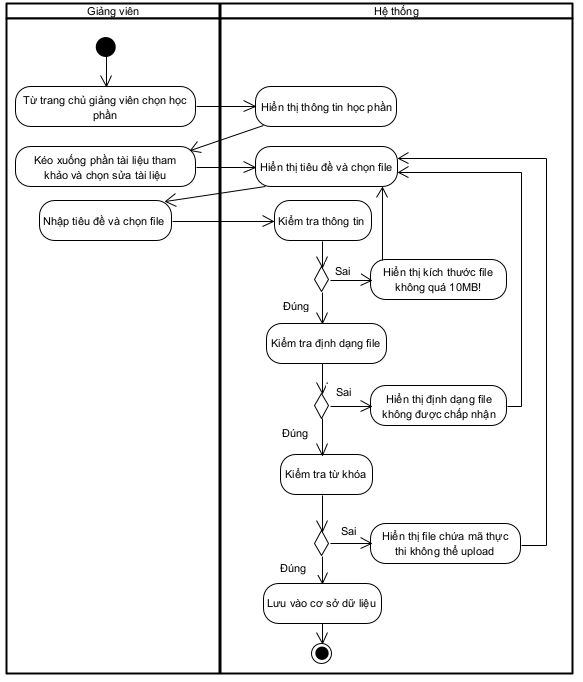 Giảng viên
Hệ thống
Từ trang chủ giảng viên chọn học
phần
Hiển thị thông tin học phần
Kéo xuống phần tài liệu tham
khảo và chọn sửa tài liệu
Hiển thị tiêu đề và chọn file
Nhập tiêu đề và chọn file
Kiểm tra thông tin
Sai
Hiển thị kích thước file
không quá 10MB!
Đúng
Kiểm tra định dạng file
Sai
Hiển thị định dạng file
không được chấp nhận
Đúng
Kiểm tra từ khóa
Sai
Hiển thị file chứa mã thực
thi không thể upload
Đúng
Lưu vào cơ sở dữ liệu